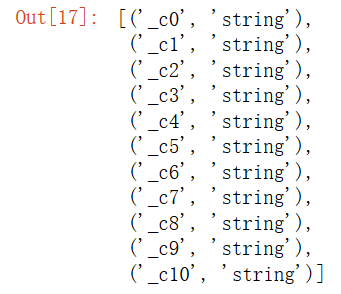 Out[17]: [('_c0', 'string'),
('_c1', 'string'),
('_c2', 'string'),
('_c3', 'string'),
('_c4', 'string'),
('_c5', 'string'),
('_c6', 'string'),
('_c7', 'string'),
('_c8', 'string'),
('_c9', 'string'),
('_c10', 'string')]